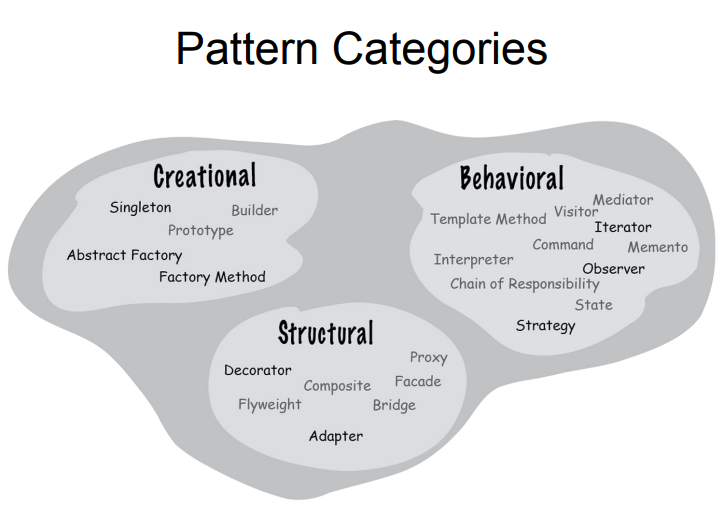 Pattern Categories
Creational
Singleton
Builder
Prototype
Abstract Factory
Factory Method
Behavioral
Mediator
Visitor
Template Method
Iterator
Command
Memento
Interpreter
Observer
Chain of Responsibility
State
Strategy
Structural
Proxy
Decorator
Composite
Facade
Flyweight
Bridge
Adapter